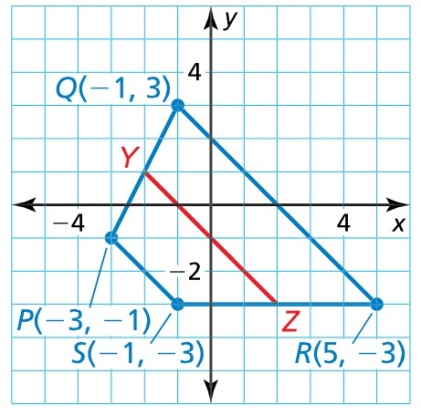 y
4
Q(−1, 3)
Y
−4
4
x
−2
P(−3, −1)
Z
S(−1, −3)
R(5, −3)